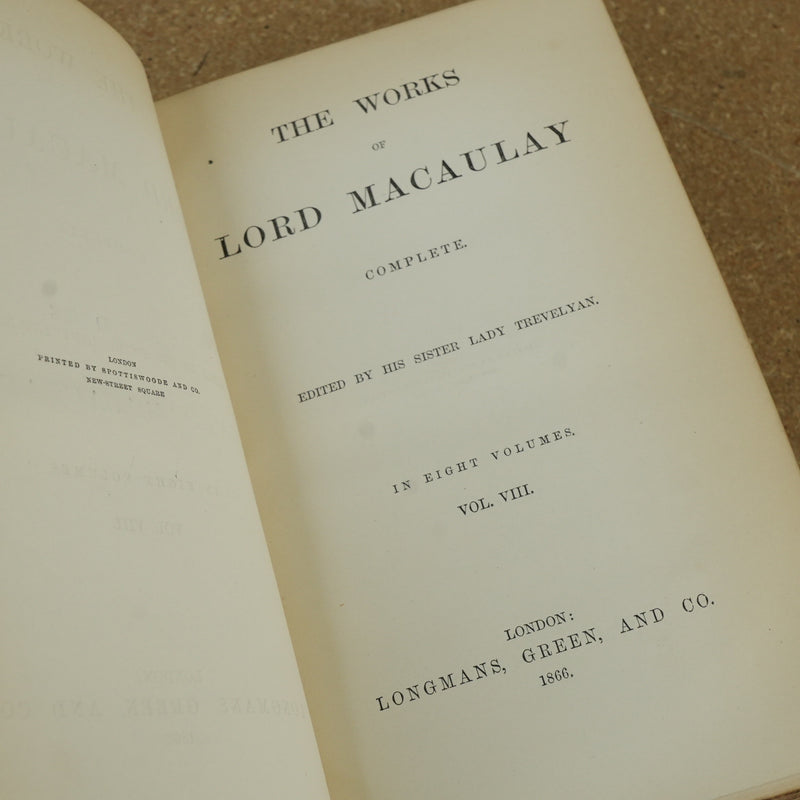 LONDON
PRINTED BY SPOTTISWOODE AND CO.
NEW-STREET SQUARE
THE WORKS
OF
LORD MACAULAY
COMPLETE.
EDITED BY HIS SISTER LADY TREVELYAN.
IN EIGHT VOLUMES.
VOL. VIII.
LONDON:
LONGMANS, GREEN, AND CO.
1866.